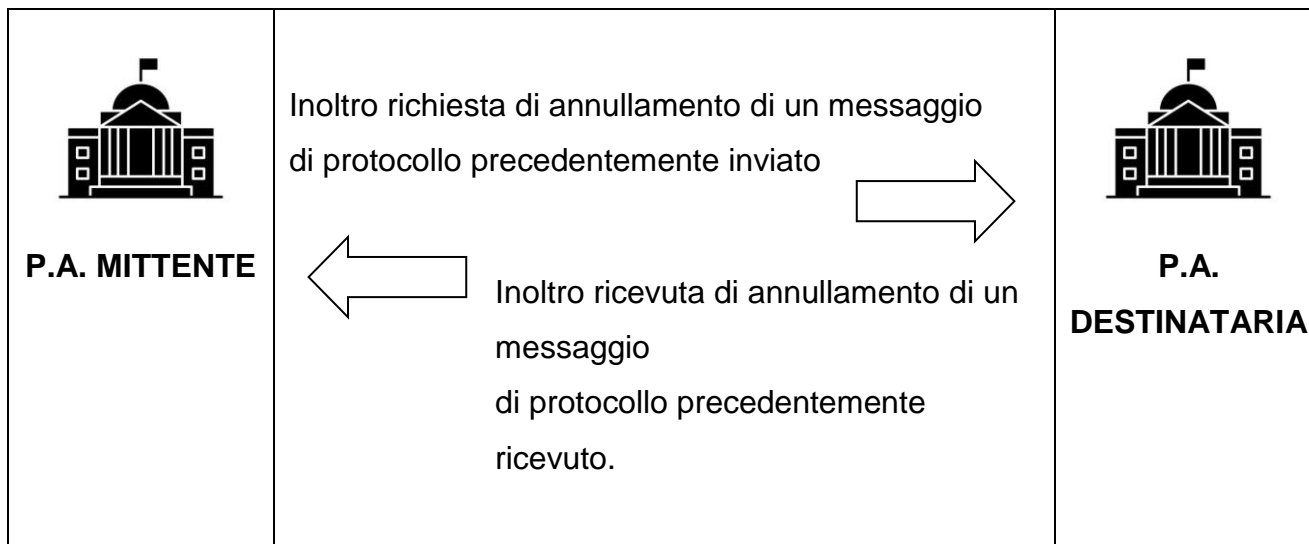 Inoltro richiesta di annullamento di un messaggio
di protocollo precedentemente inviato
P.A. MITTENTE
Inoltro ricevuta di annullamento di un
messaggio
di protocollo precedentemente
ricevuto.
P.A.
DESTINATARIA